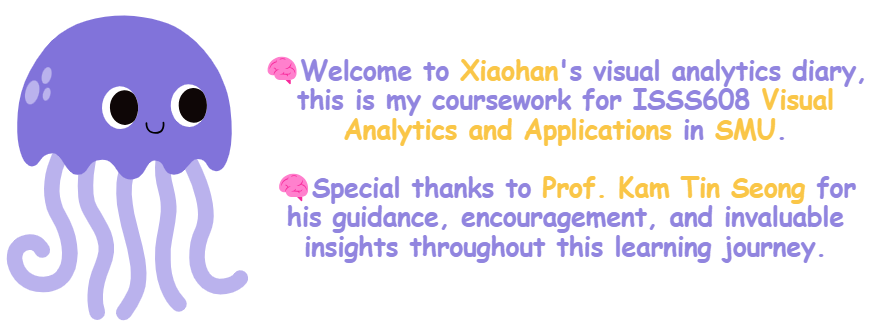 Welcome to Xiaohan's visual analytics diary,
this is my coursework for ISSS608 Visual
Analytics and Applications in SMU.
Special thanks to Prof. Kam Tin Seong for
his guidance, encouragement, and invaluable
insights throughout this learning journey.